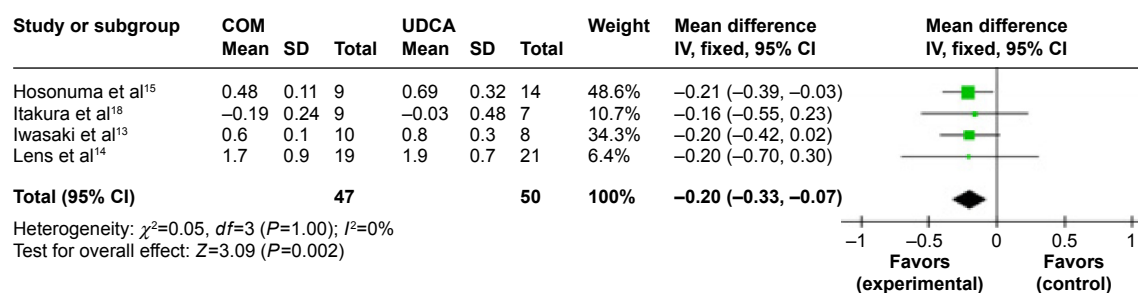 Study or subgroup COM UDCA Weight Mean difference Mean difference
Mean SD Total Mean SD Total IV, fixed, 95% CI IV, fixed, 95% CI
Hosonuma et al¹⁵ 0.48 0.11 9 0.69 0.32 14 48.6% –0.21 (–0.39, –0.03)
Itakura et al¹⁸ –0.19 0.24 9 –0.03 0.48 7 10.7% –0.16 (–0.55, 0.23)
Iwasaki et al¹³ 0.6 0.1 10 0.8 0.3 8 34.3% –0.20 (–0.42, 0.02)
Lens et al¹⁴ 1.7 0.9 19 1.9 0.7 21 6.4% –0.20 (–0.70, 0.30)
Total (95% CI) 47 50 100% –0.20 (–0.33, –0.07)
Heterogeneity: χ²=0.05, df=3 (P=1.00); I²=0%
Test for overall effect: Z=3.09 (P=0.002)
–1 –0.5 0 0.5 1
Favors Favors
(experimental) (control)